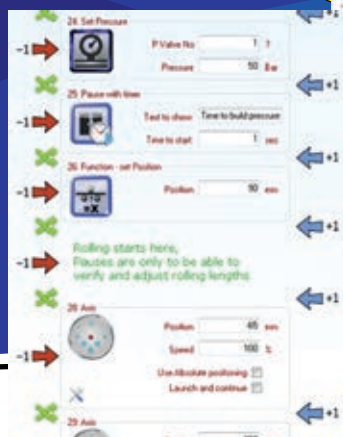 24 Set Pressure
P Valve No 1 ?
-1
Pressure 50 Bar
+1
25 Pause with timer
-1
Text to show Time to build pressure
Time to start 1 sec
+1
26 Function - set Position
-1
Position 90 mm
+1
Rolling starts here,
-1
Pauses are only to be able to
verify and adjust rolling lengths
+1
28 Axis
Position 65 mm
Speed 100 %
-1
Use Absolute positioning
Launch and continue
+1
29 Axis